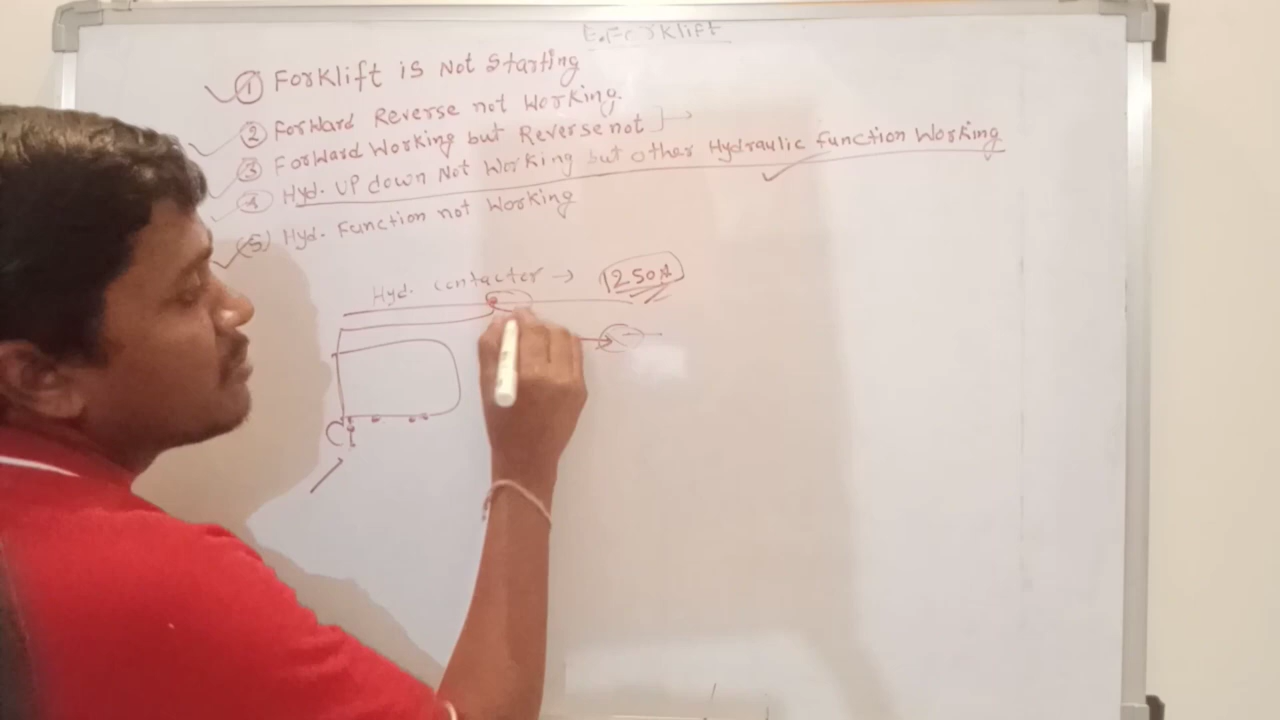 E.Forklift
① Forklift is Not Starting
② Forward Reverse not Working.
③ Forward Working but Reverse not
④ Hyd. UP down Not Working but other Hydraulic function Working
(5) Hyd. Function not Working
Hyd. contactor →